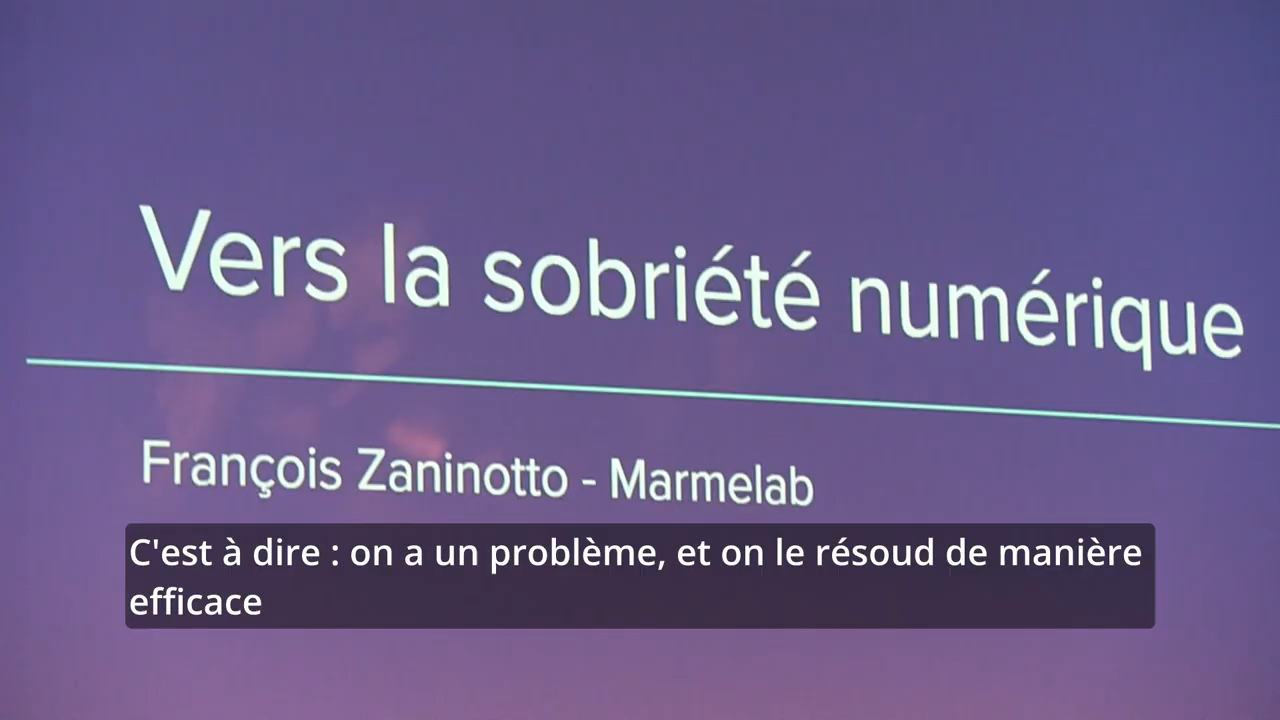 Vers la sobriété numérique
François Zaninotto - Marmelab
C'est à dire : on a un problème, et on le résoud de manière
efficace